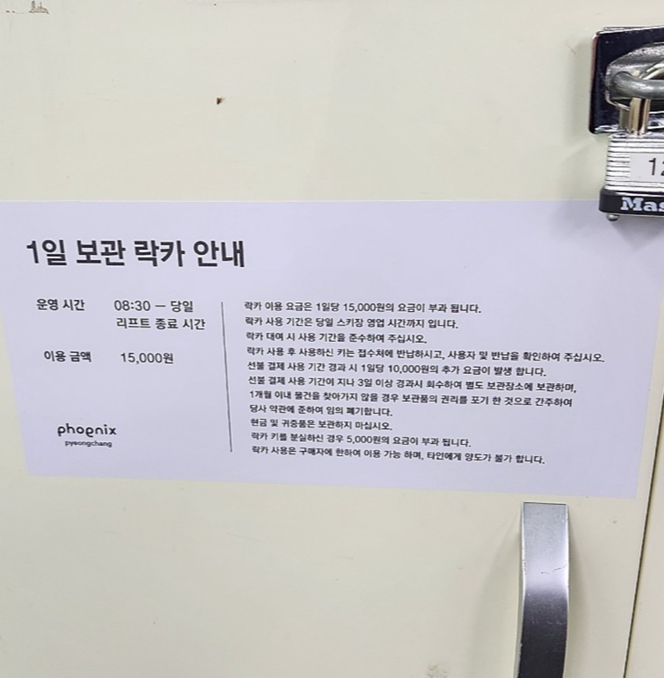 1일 보관 락카 안내
운영 시간 08:30 – 당일
리프트 종료 시간
이용 금액 15,000원
phoenix
pyeongchang
락카 이용 요금은 1일당 15,000원의 요금이 부과 됩니다.
락카 사용 기간은 당일 스키장 영업 시간까지 입니다.
락카 대여 시 사용 기간을 준수하여 주십시오.
락카 사용 후 사용하신 키는 접수처에 반납하시고, 사용자 및 반납을 확인하여 주십시오.
선불 결제 사용 기간 경과 시 1일당 10,000원의 추가 요금이 발생 합니다.
선불 결제 사용 기간이 지나 3일 이상 경과시 회수하여 별도 보관장소에 보관하며,
1개월 이내 물건을 찾아가지 않을 경우 보관품의 권리를 포기 한 것으로 간주하여
당사 약관에 준하여 임의 폐기합니다.
현금 및 귀중품은 보관하지 마십시오.
락카 키를 분실하신 경우 5,000원의 요금이 부과 됩니다.
락카 사용은 구매자에 한하여 이용 가능 하며, 타인에게 양도가 불가 합니다.
12
Mas